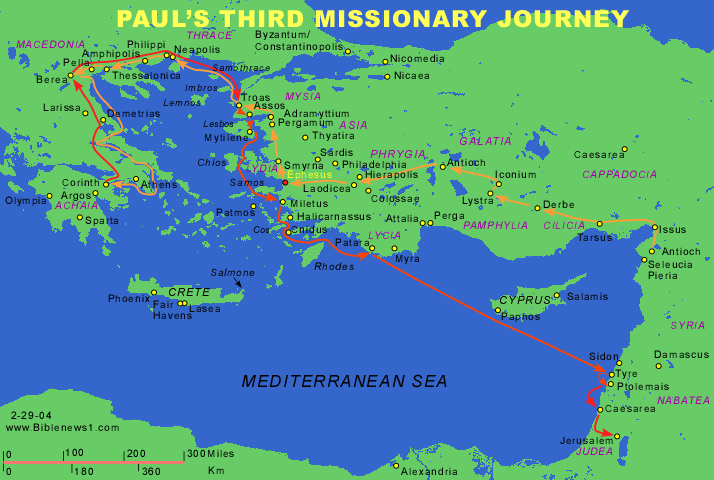 PAUL'S THIRD MISSIONARY JOURNEY
MACEDONIA
THRACE
Philippi
Neapolis
Amphipolis
Pella
Berea
Thessalonica
Samothrace
Byzantum/
Constantinopolis
Nicomedia
Nicaea
Imbros
Lemnos
Troas
Assos
MYSIA
Larissa
Demetrias
Adramyttium
Pergamum
ASIA
Lesbos
Mitylene
Thyatira
GALATIA
Chios
Sardis
Smyrna
Philadelphia
PHRYGIA
Antioch
Caesarea
CAPPADOCIA
LYDIA
Ephesus
Hierapolis
Iconium
Samos
Laodicea
Colossae
Lystra
Derbe
Corinth
Athens
Argos
ACHAIA
Olympia
Sparta
Patmos
Miletus
Halicarnassus
Attalia
Perga
PAMPHYLIA
CILICIA
Tarsus
Issus
Cos
Cnidus
Patara
LYCIA
Myra
Rhodes
Antioch
Seleucia
Pieria
Salmone
Phoenix
CRETE
Fair
Havens
Lasea
CYPRUS
Salamis
Paphos
SYRIA
Sidon
Damascus
Tyre
Ptolemais
NABATEA
MEDITERRANEAN SEA
Caesarea
Jerusalem
JUDEA
2-29-04
www.Biblenews1.com
0 100 200 300 Miles
0 180 360 Km
Alexandria